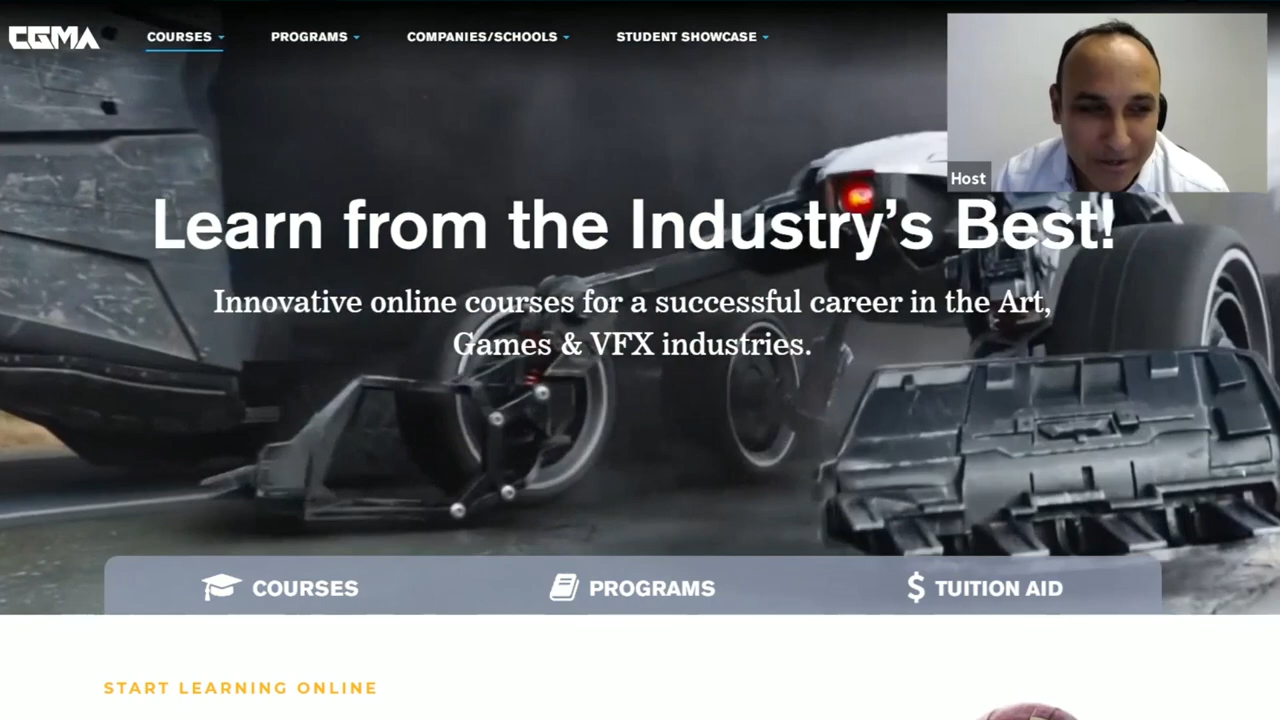 CGMA
COURSES
PROGRAMS
COMPANIES/SCHOOLS
STUDENT SHOWCASE
Host
Learn from the Industry's Best!
Innovative online courses for a successful career in the Art,
Games & VFX industries.
COURSES
PROGRAMS
$ TUITION AID
START LEARNING ONLINE